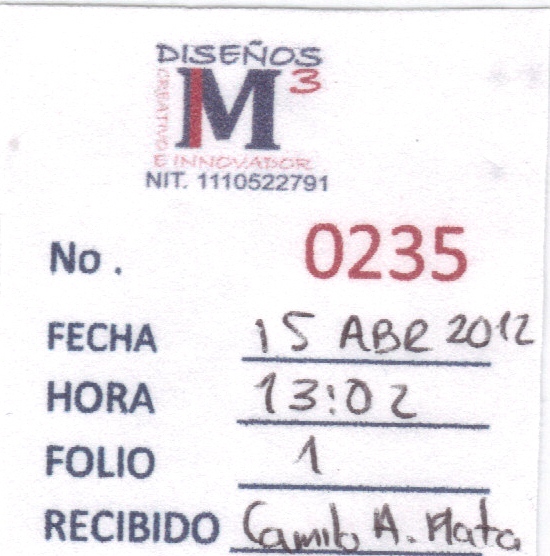 DISEÑOS
CREATIVO
M3
E INNOVADOR
NIT. 1110522791
No. 0235
FECHA 15 ABR 2012
HORA 13:02
FOLIO 1
RECIBIDO Camilo A. Mata